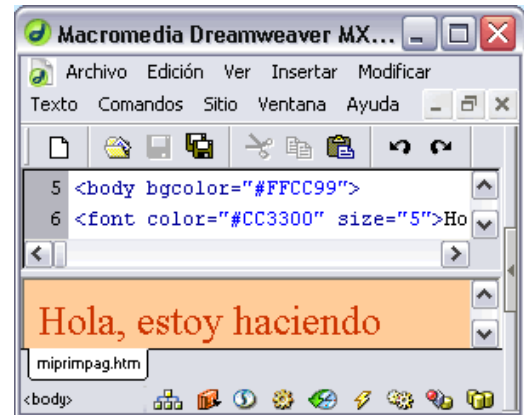 Macromedia Dreamweaver MX...
Archivo Edición Ver Insertar Modificar
Texto Comandos Sitio Ventana Ayuda
5 <body bgcolor="#FFCC99">
6 <font color="#CC3300" size="5">Ho
Hola, estoy haciendo
miprimpag.htm
<body>